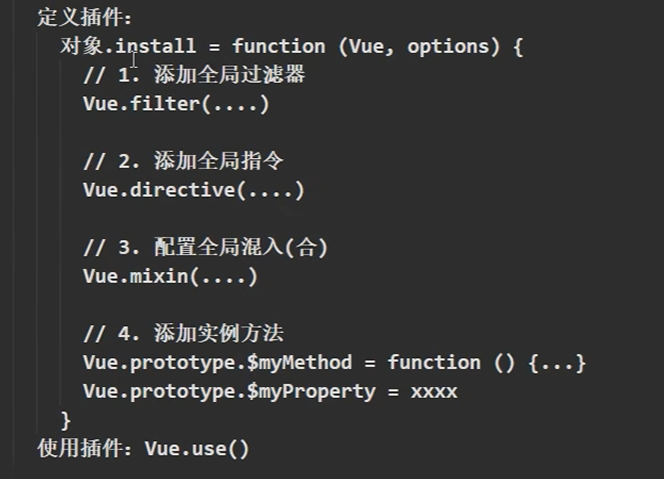 定义插件：
对象.install = function (Vue, options) {
// 1. 添加全局过滤器
Vue.filter(....)
// 2. 添加全局指令
Vue.directive(....)
// 3. 配置全局混入(合)
Vue.mixin(....)
// 4. 添加实例方法
Vue.prototype.$myMethod = function () {...}
Vue.prototype.$myProperty = xxxx
}
使用插件：Vue.use()